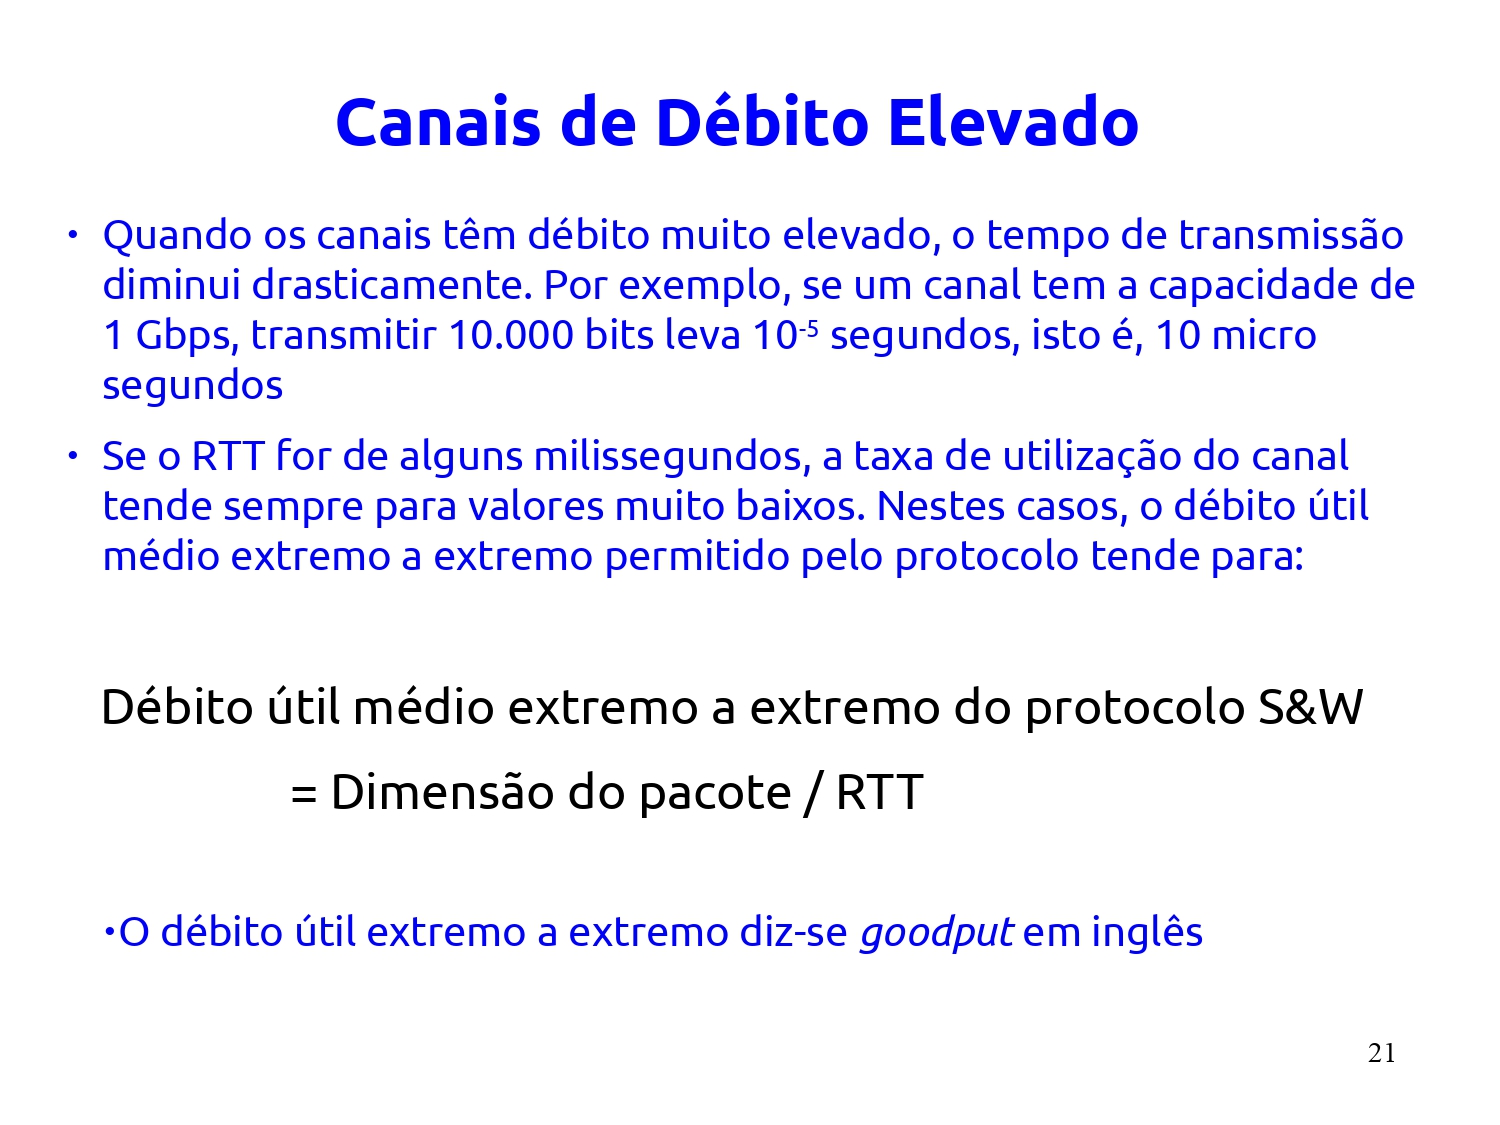 Canais de Débito Elevado
• Quando os canais têm débito muito elevado, o tempo de transmissão
diminui drasticamente. Por exemplo, se um canal tem a capacidade de
1 Gbps, transmitir 10.000 bits leva 10⁻⁵ segundos, isto é, 10 micro
segundos
• Se o RTT for de alguns milissegundos, a taxa de utilização do canal
tende sempre para valores muito baixos. Nestes casos, o débito útil
médio extremo a extremo permitido pelo protocolo tende para:
Débito útil médio extremo a extremo do protocolo S&W
= Dimensão do pacote / RTT
•O débito útil extremo a extremo diz-se goodput em inglês
21